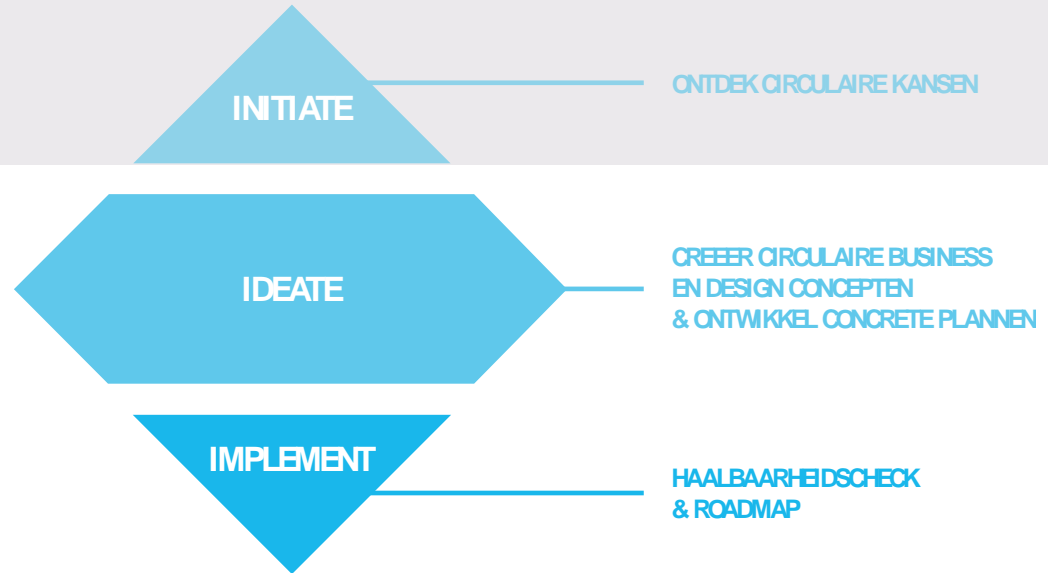 INITIATE
ONTDEK CIRCULAIRE KANSEN
IDEATE
CREEER CIRCULAIRE BUSINESS
EN DESIGN CONCEPTEN
& ONTWIKKEL CONCRETE PLANNEN
IMPLEMENT
HAALBAARHEIDSCHECK
& ROADMAP